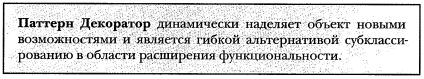 Паттерн Декоратор динамически наделяет объект новыми
возможностями и является гибкой альтернативой субкласси-
рованию в области расширения функциональности.